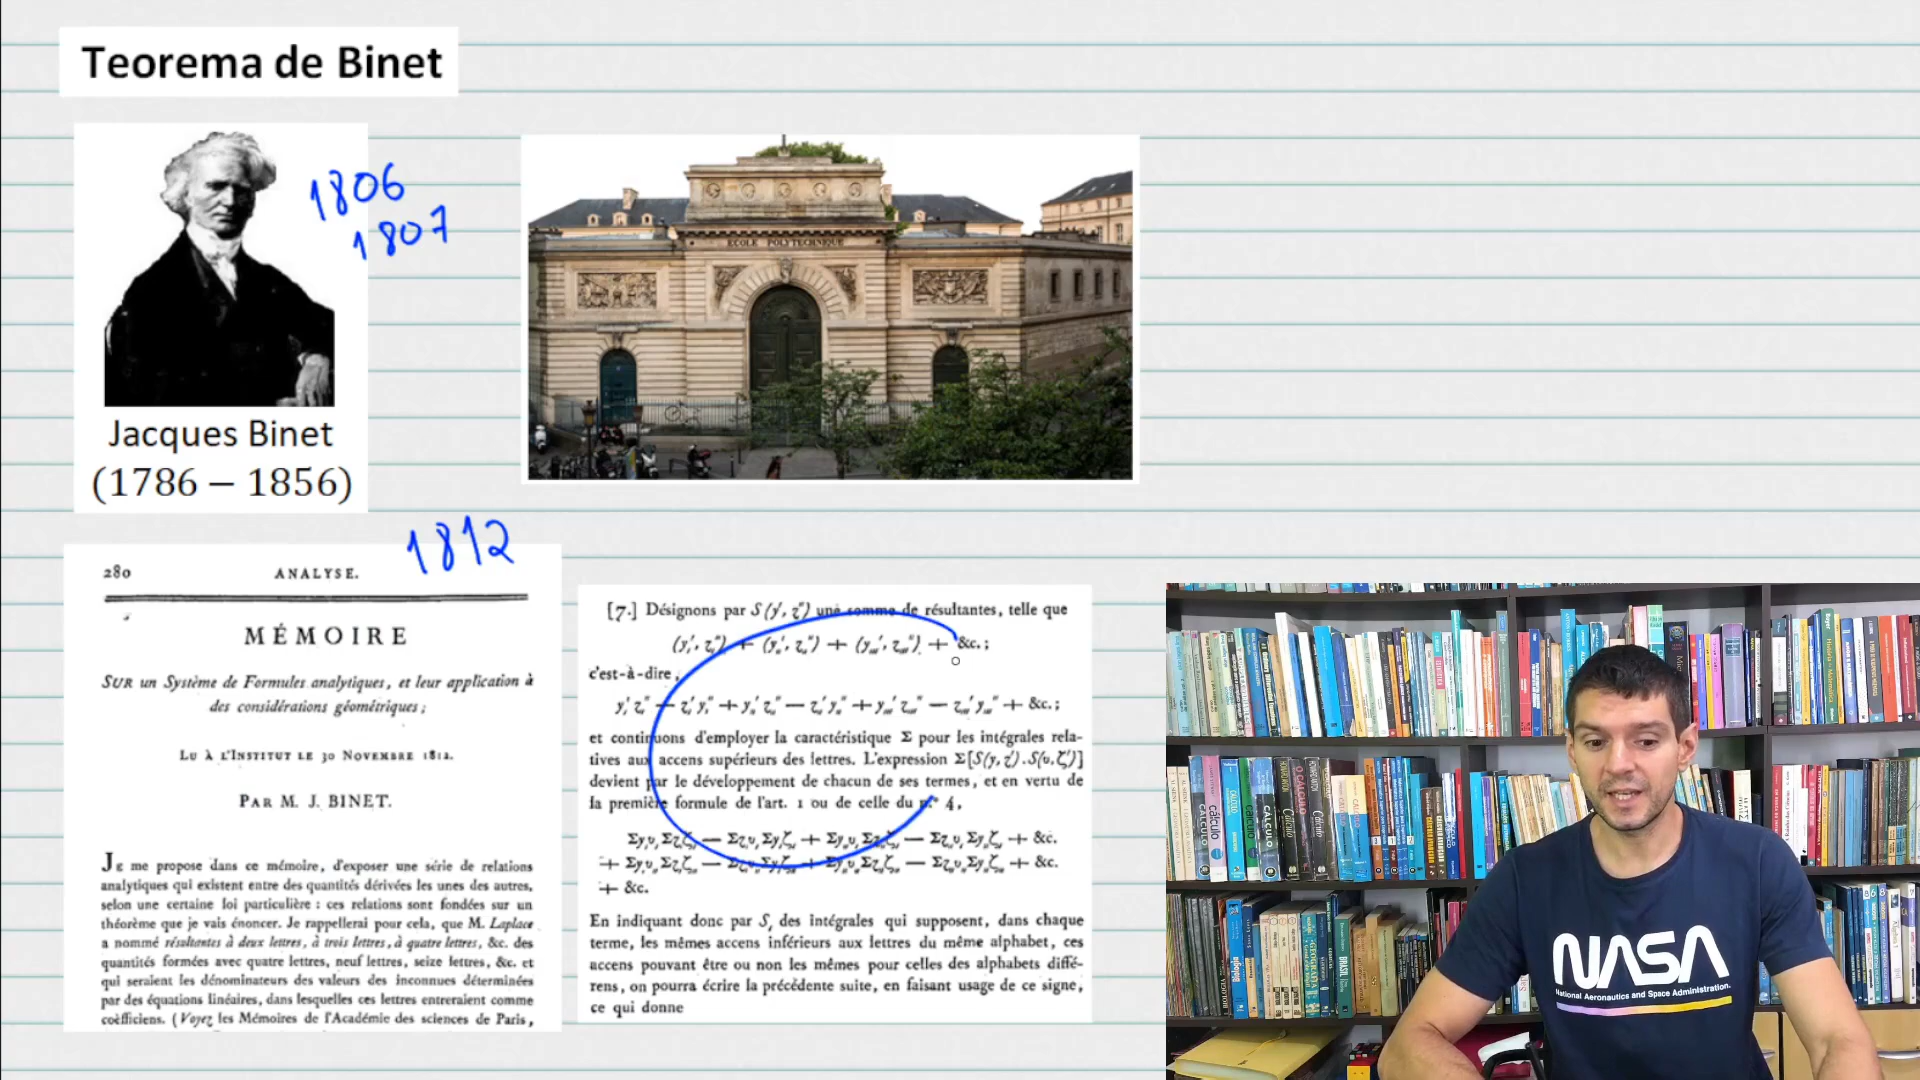 Teorema de Binet
1806
1807
ECOLE POLYTECHNIQUE
Jacques Binet
(1786 – 1856)
1812
280 ANALYSE.
MÉMOIRE
SUR un Système de Formules analytiques, et leur application à
des considérations géométriques;
LU À L'INSTITUT LE 30 NOVEMBRE 1812.
PAR M. J. BINET.
JE me propose dans ce mémoire, d'exposer une série de relations
analytiques qui existent entre des quantités dérivées les unes des autres,
selon une certaine loi particulière : ces relations sont fondées sur un
théorème que je vais énoncer. Je rappellerai pour cela, que M. Laplace
a nommé résultantes à deux lettres, à trois lettres, à quatre lettres, &c. des
quantités formées avec quatre lettres, neuf lettres, seize lettres, &c. et
qui seraient les dénominateurs des valeurs des inconnues déterminées
par des équations linéaires, dans lesquelles ces lettres entreraient comme
coëfficiens. (Voyez les Mémoires de l'Académie des sciences de Paris,
[7.] Désignons par S(y', z'') une somme de résultantes, telle que
(y,', z,'') + (y,,', z,,'') + (y,,,', z,,,'') + &c.;
c'est-à-dire,
y,' z,'' — z,' y,'' + y,,' z,,'' — z,,' y,,'' + y,,,' z,,,'' — z,,,' y,,,'' + &c.;
et continuons d'employer la caractéristique Σ pour les intégrales rela-
tives aux accens supérieurs des lettres. L'expression Σ[S(y, z').S(υ, ζ')]
devient par le développement de chacun de ses termes, et en vertu de
la première formule de l'art. 1 ou de celle du n.° 4,
+ &c.
+ &c.
+ &c.
En indiquant donc par S, des intégrales qui supposent, dans chaque
terme, les mêmes accens inférieurs aux lettres du même alphabet, ces
accens pouvant être ou non les mêmes pour celles des alphabets diffé-
rens, on pourra écrire la précédente suite, en faisant usage de ce signe,
ce qui donne
CÁLCULO
NASA
National Aeronautics and Space Administration.